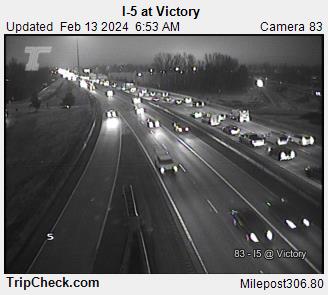 I-5 at Victory
Updated Feb 13 2024 6:53 AM Camera 83
T
S
83 - I5 @ Victory
TripCheck.com Milepost306.80